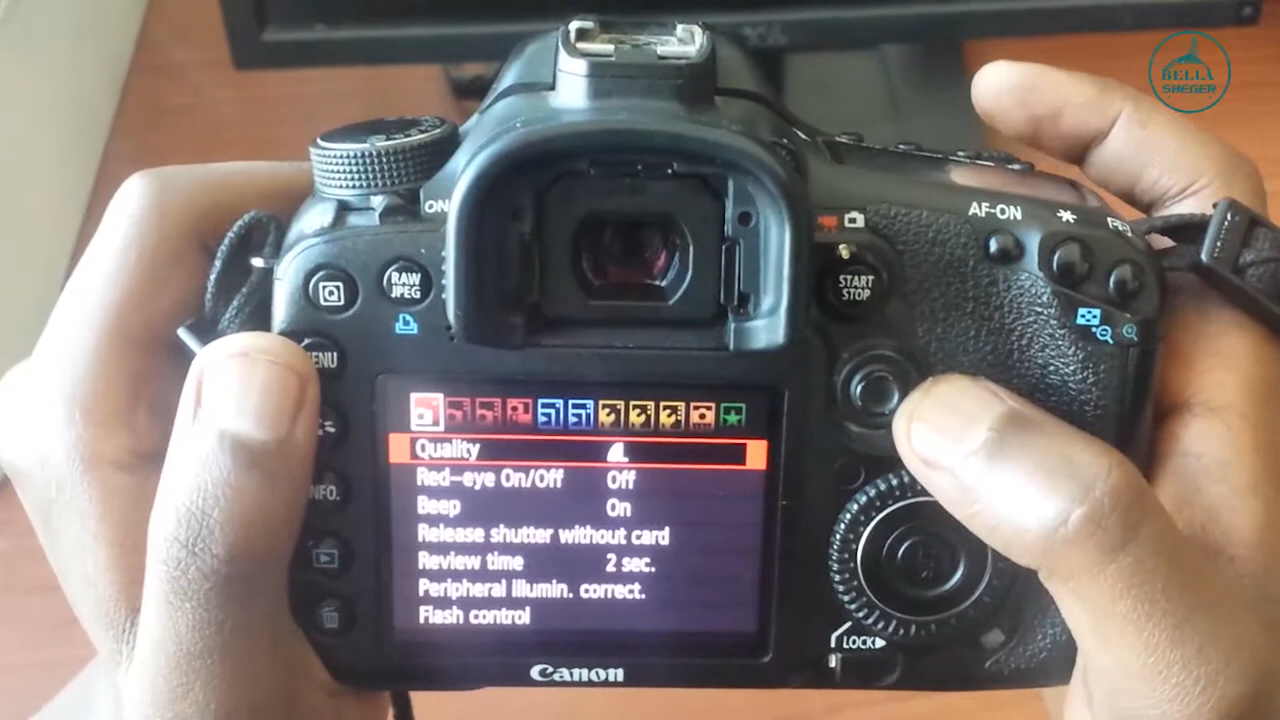 BELLA
SHEGER
ON
AF-ON
Q
RAW
JPEG
START
STOP
MENU
INFO.
Quality L
Red-eye On/Off Off
Beep On
Release shutter without card
Review time 2 sec.
Peripheral illumin. correct.
Flash control
LOCK
Canon